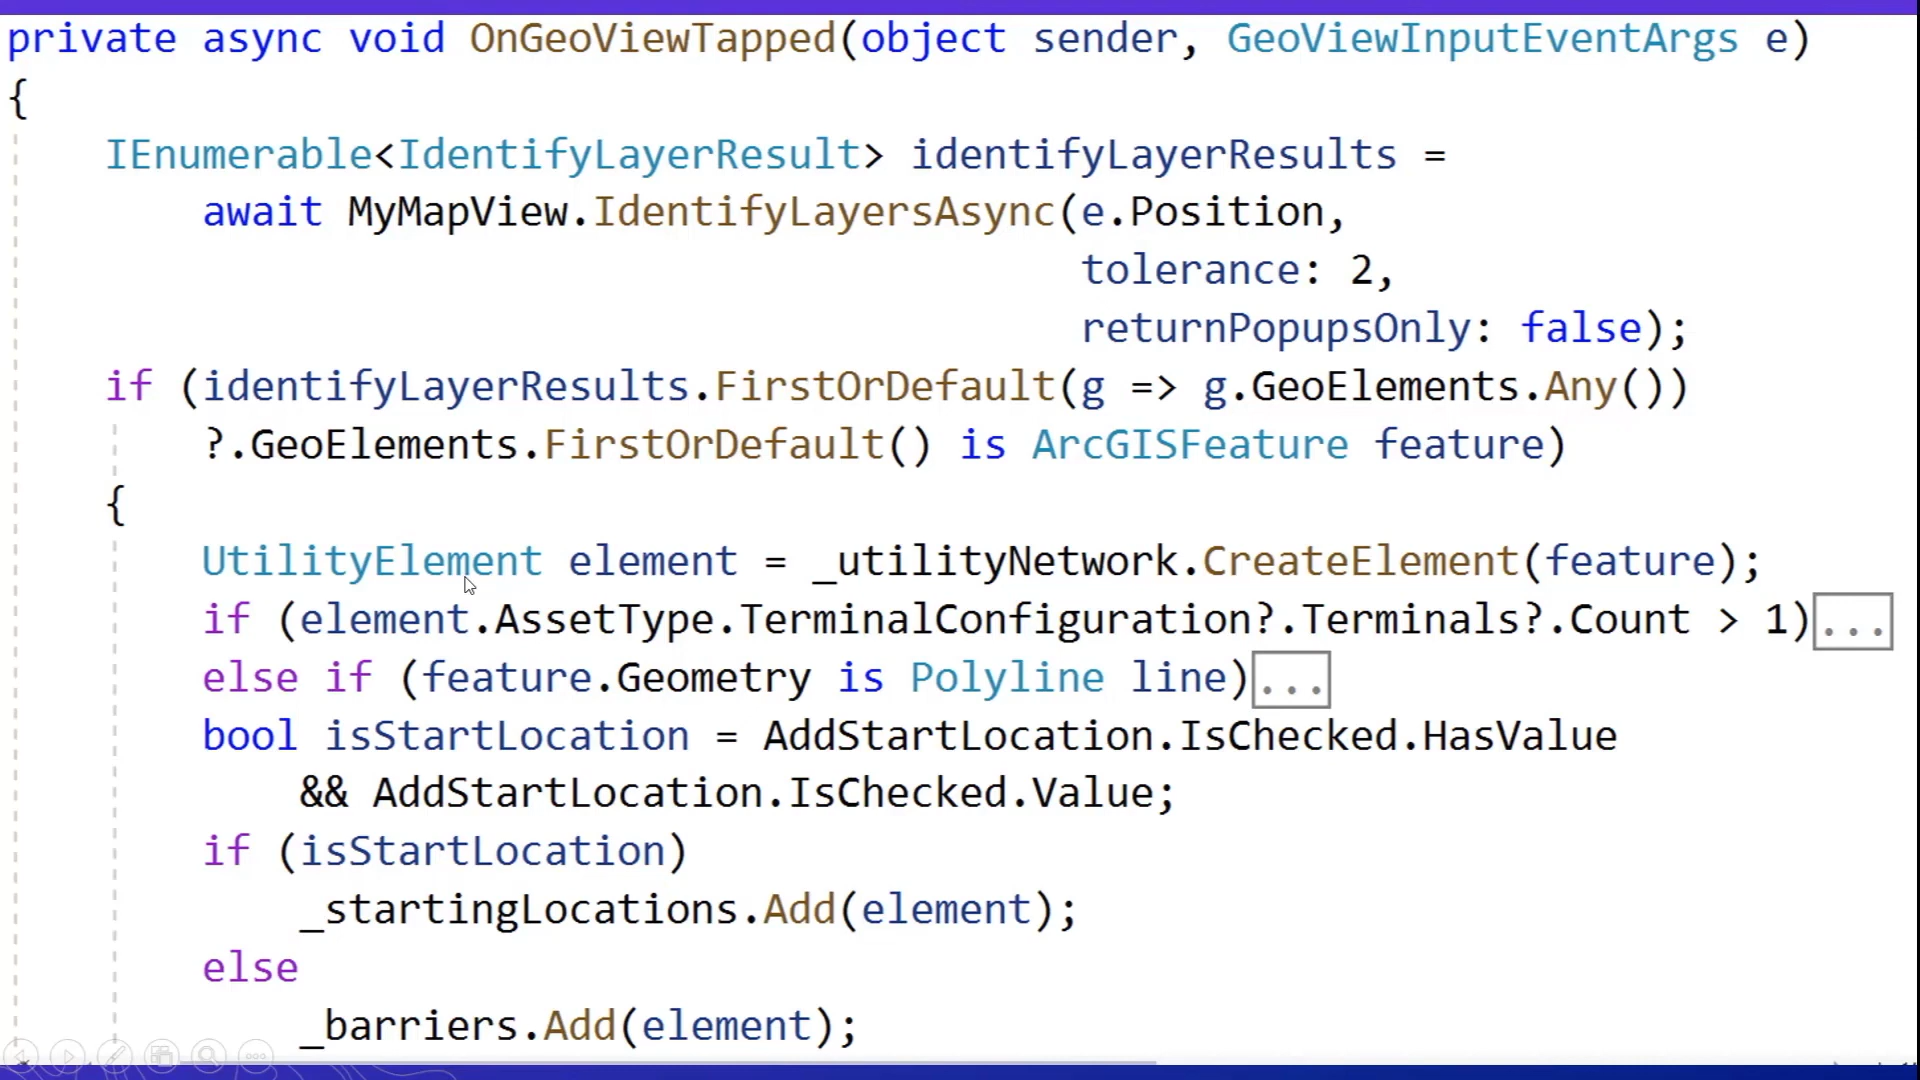 private async void OnGeoViewTapped(object sender, GeoViewInputEventArgs e)
{
IEnumerable<IdentifyLayerResult> identifyLayerResults =
await MyMapView.IdentifyLayersAsync(e.Position,
tolerance: 2,
returnPopupsOnly: false);
if (identifyLayerResults.FirstOrDefault(g => g.GeoElements.Any())
?.GeoElements.FirstOrDefault() is ArcGISFeature feature)
{
UtilityElement element = _utilityNetwork.CreateElement(feature);
if (element.AssetType.TerminalConfiguration?.Terminals?.Count > 1)...
else if (feature.Geometry is Polyline line)...
bool isStartLocation = AddStartLocation.IsChecked.HasValue
&& AddStartLocation.IsChecked.Value;
if (isStartLocation)
_startingLocations.Add(element);
else
_barriers.Add(element);